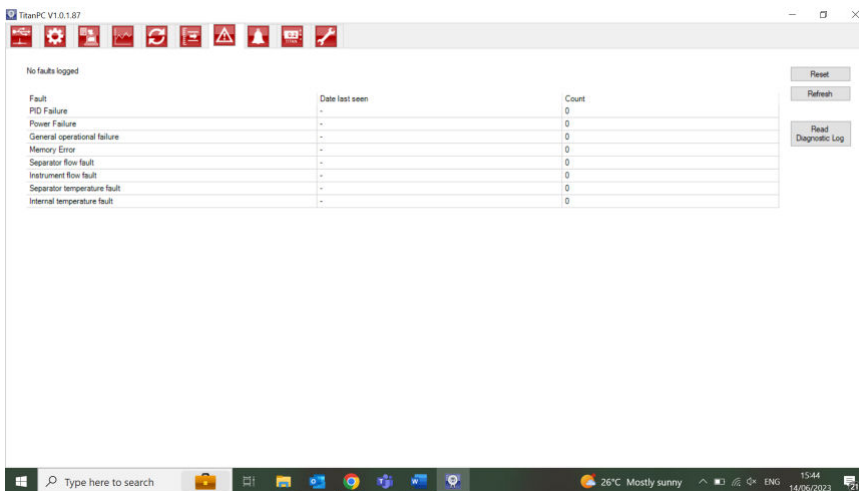 TitanPC V1.0.1.87
No faults logged
Reset
Refresh
Read
Diagnostic Log
Fault Date last seen Count
PID Failure - 0
Power Failure - 0
General operational failure - 0
Memory Error - 0
Separator flow fault - 0
Instrument flow fault - 0
Separator temperature fault - 0
Internal temperature fault - 0
Type here to search
26°C Mostly sunny
ENG
15:44
14/06/2023
21